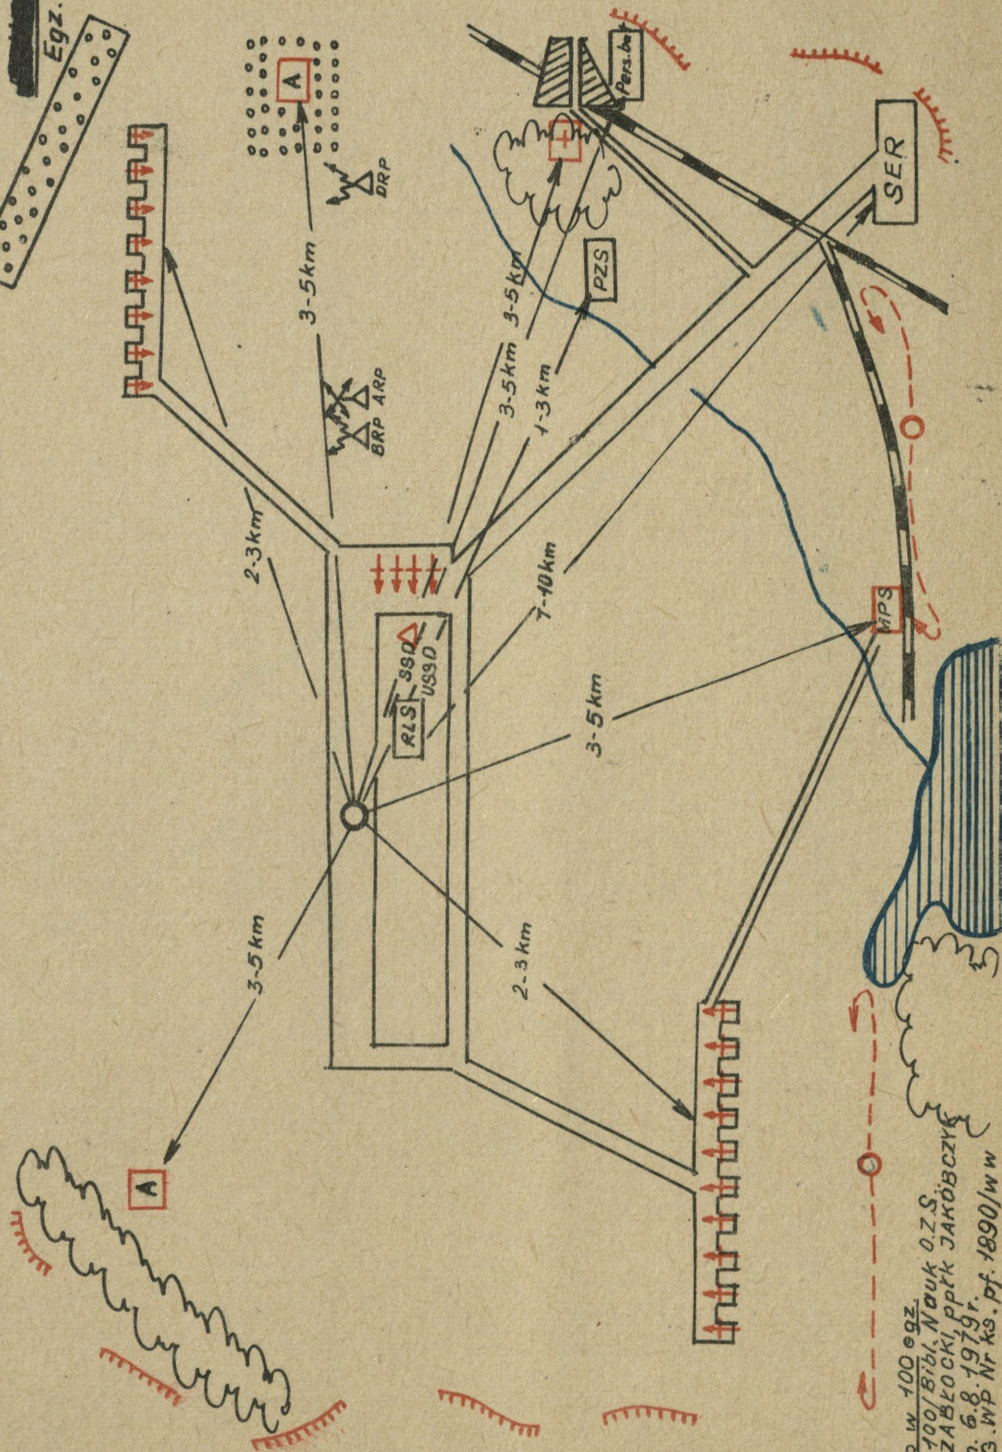 Egz.
A
3-5km
2-3km
A
3-5km
BRP ARP
DRP
RLS
SSD
USSD
2-3km
3-5km
3-5km
1-3km
7-10km
3-5km
PZS
Pers.bat
MPS
SER
w 100 egz.
100/Bibl. Nauk O.Z.S.
ZABŁOCKI, ppłk JAKÓBCZYK
6.8.1979r.
WP Nr ks. pf. 1890/ww